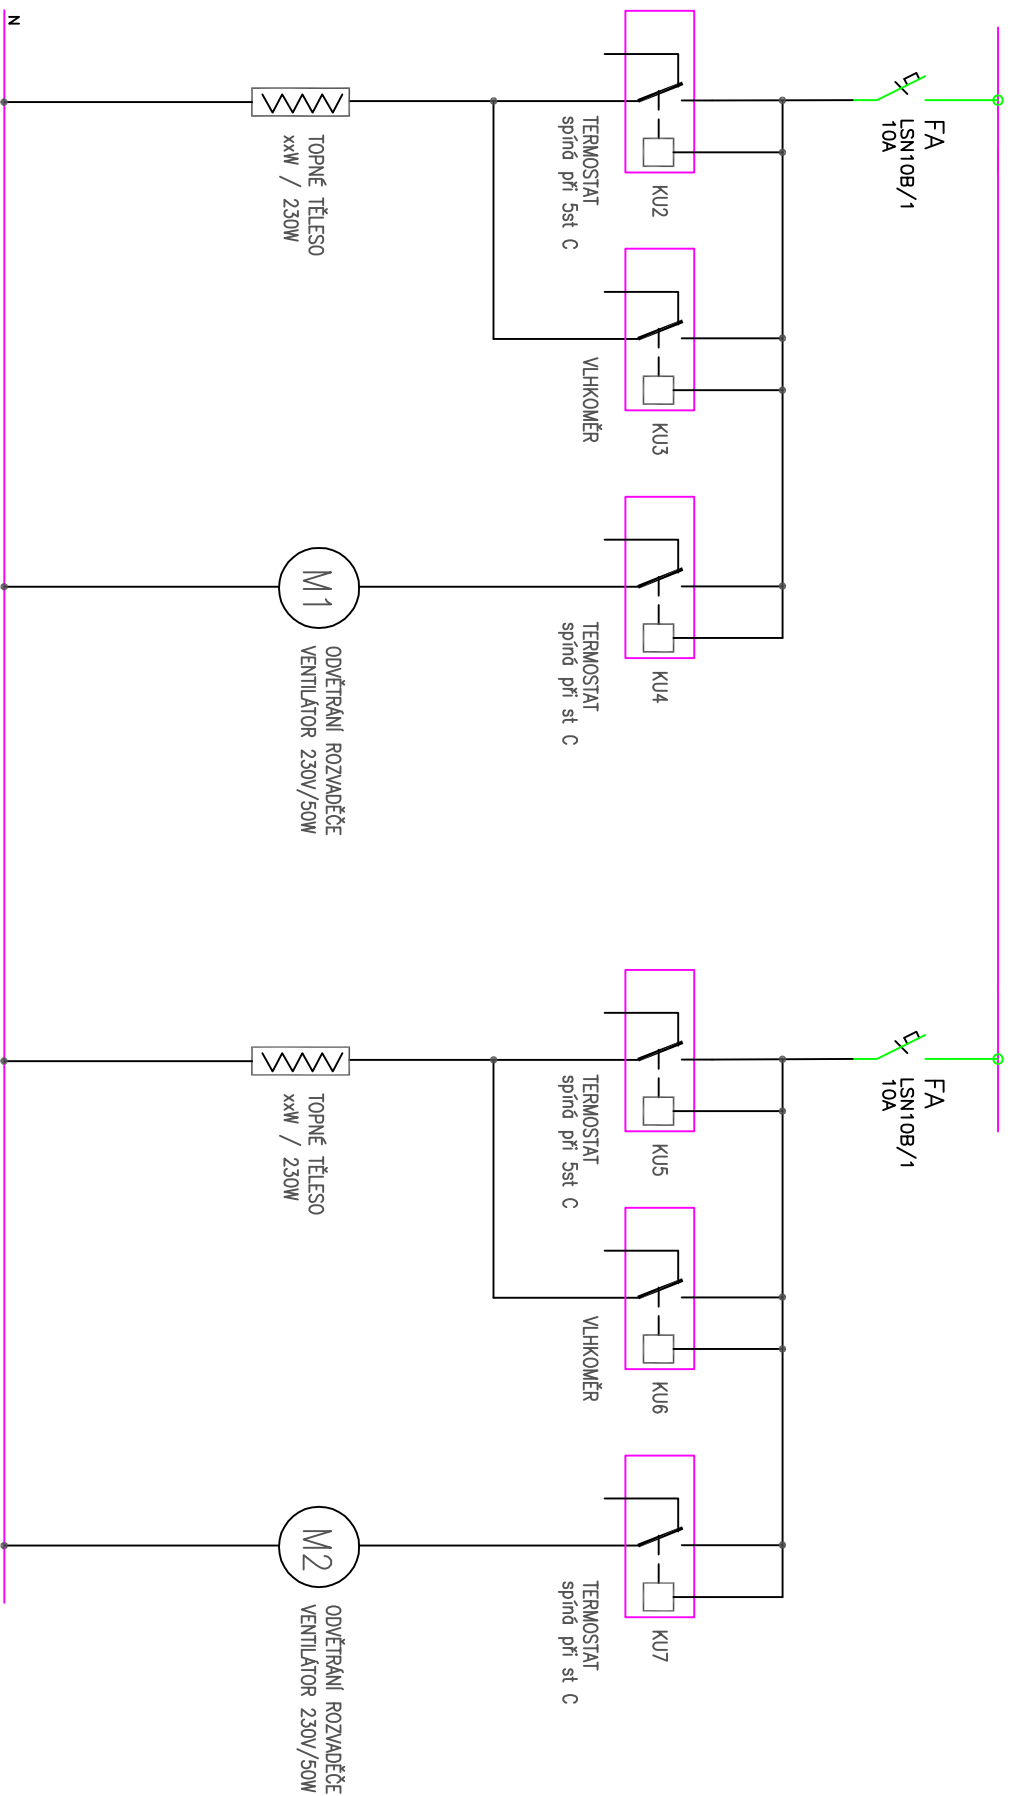 FA
LSN10B/1
10A
KU2
TERMOSTAT
spíná při 5st C
TOPNÉ TĚLESO
xxW / 230W
KU3
VLHKOMĚR
KU4
TERMOSTAT
spíná při st C
M1
ODVĚTRÁNÍ ROZVADĚČE
VENTILÁTOR 230V/50W
FA
LSN10B/1
10A
KU5
TERMOSTAT
spíná při 5st C
TOPNÉ TĚLESO
xxW / 230W
KU6
VLHKOMĚR
KU7
TERMOSTAT
spíná při st C
M2
ODVĚTRÁNÍ ROZVADĚČE
VENTILÁTOR 230V/50W
N